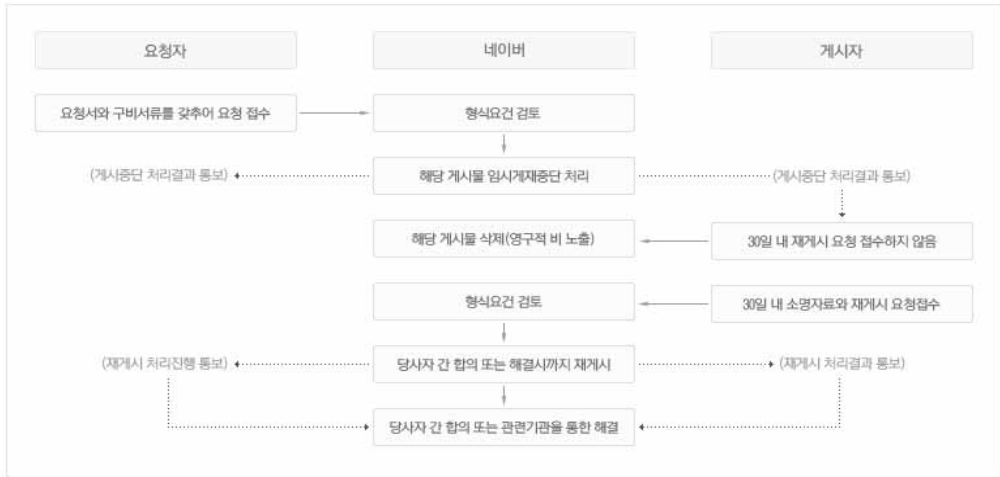 요청자
네이버
게시자
요청서와 구비서류를 갖추어 요청 접수
형식요건 검토
(게시중단 처리결과 통보)
해당 게시물 임시게재중단 처리
(게시중단 처리결과 통보)
해당 게시물 삭제(영구적 비 노출)
30일 내 재게시 요청 접수하지 않음
형식요건 검토
30일 내 소명자료와 재게시 요청접수
(재게시 처리진행 통보)
당사자 간 합의 또는 해결시까지 재게시
(재게시 처리결과 통보)
당사자 간 합의 또는 관련기관을 통한 해결